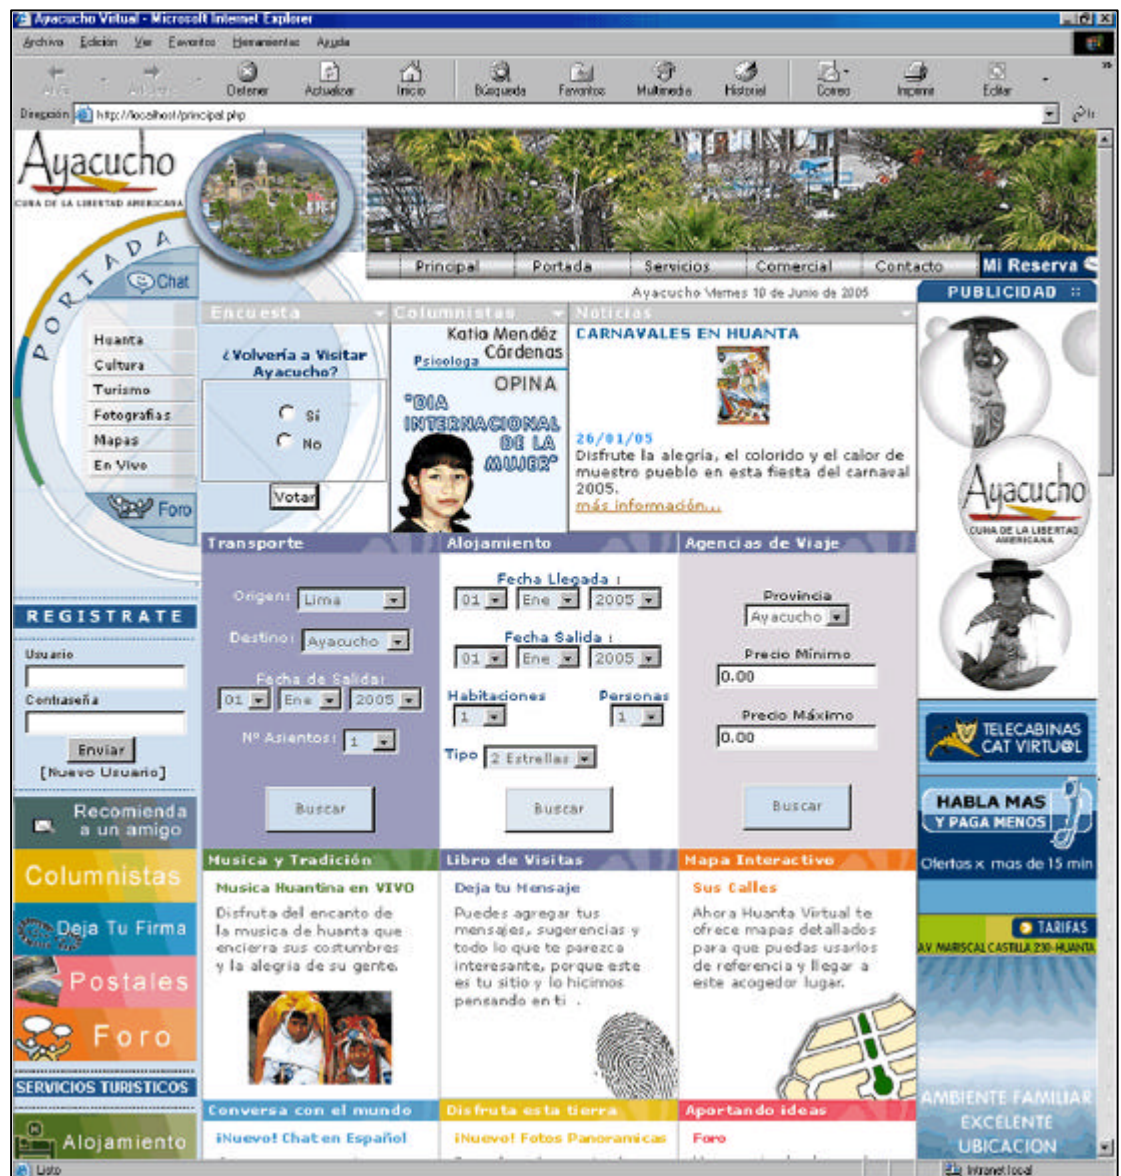 Ayacucho Virtual - Microsoft Internet Explorer
Archivo Edición Ver Favoritos Herramientas Ayuda
Detener Actualizar Inicio Búsqueda Favoritos Multimedia Historial Correo Imprimir Editar
Dirección http://localhost/principal.php Ir
Ayacucho
CUNA DE LA LIBERTAD AMERICANA
PORTADA
Principal Portada Servicios Comercial Contacto Mi Reserva
Ayacucho Viernes 10 de Junio de 2005
Chat
Huanta
Cultura
Turismo
Fotografias
Mapas
En Vivo
Foro
Encuesta
¿Volvería a Visitar
Ayacucho?
Sí
No
Votar
Columnistas
Katia Mendéz
Cárdenas
Psicologa
OPINA
"DIA
INTERNACIONAL
DE LA
MUJER"
Noticias
CARNAVALES EN HUANTA
26/01/05
Disfrute la alegría, el colorido y el calor de
muestro pueblo en esta fiesta del carnaval
2005.
más información...
PUBLICIDAD ::
Ayacucho
CUNA DE LA LIBERTAD
AMERICANA
REGISTRATE
Usuario
Contraseña
Enviar
[Nuevo Usuario]
Transporte
Origen: Lima
Destino: Ayacucho
Fecha de Salida:
01 Ene 2005
Nº Asientos: 1
Buscar
Alojamiento
Fecha Llegada :
01 Ene 2005
Fecha Salida :
01 Ene 2005
Habitaciones Personas
1 1
Tipo 2 Estrellas
Buscar
Agencias de Viaje
Provincia
Ayacucho
Precio Mínimo
0.00
Precio Máximo
0.00
Buscar
TELECABINAS
CAT VIRTU@L
HABLA MAS
Y PAGA MENOS
Ofertas x mas de 15 min
TARIFAS
AV. MARISCAL CASTILLA 230-HUANTA
AMBIENTE FAMILIAR
EXCELENTE
UBICACION
Recomienda
a un amigo
Columnistas
Deja Tu Firma
Postales
Foro
SERVICIOS TURISTICOS
Alojamiento
Musica y Tradición
Musica Huantina en VIVO
Disfruta del encanto de
la musica de huanta que
encierra sus costumbres
y la alegria de su gente.
Libro de Visitas
Deja tu Mensaje
Puedes agregar tus
mensajes, sugerencias y
todo lo que te parezca
interesante, porque este
es tu sitio y lo hicimos
pensando en ti .
Mapa Interactivo
Sus Calles
Ahora Huanta Virtual te
ofrece mapas detallados
para que puedas usarlos
de referencia y llegar a
este acogedor lugar.
Conversa con el mundo
¡Nuevo! Chat en Español
Disfruta esta tierra
¡Nuevo! Fotos Panoramicas
Aportando ideas
Foro
Listo
Intranet local